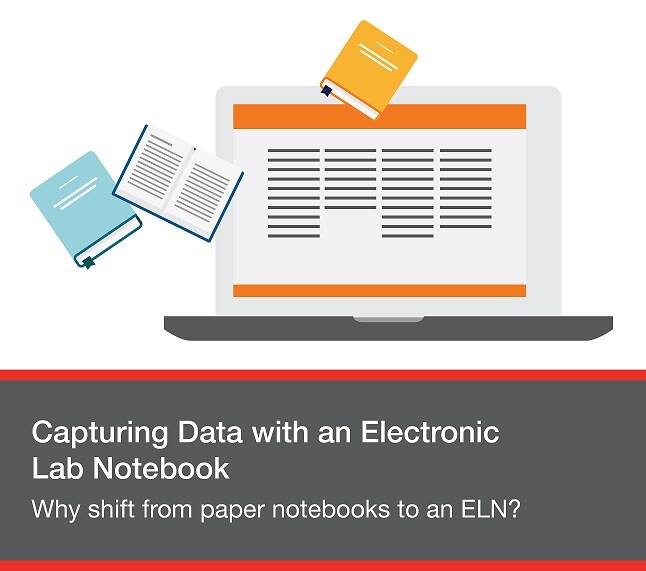 Capturing Data with an Electronic
Lab Notebook
Why shift from paper notebooks to an ELN?